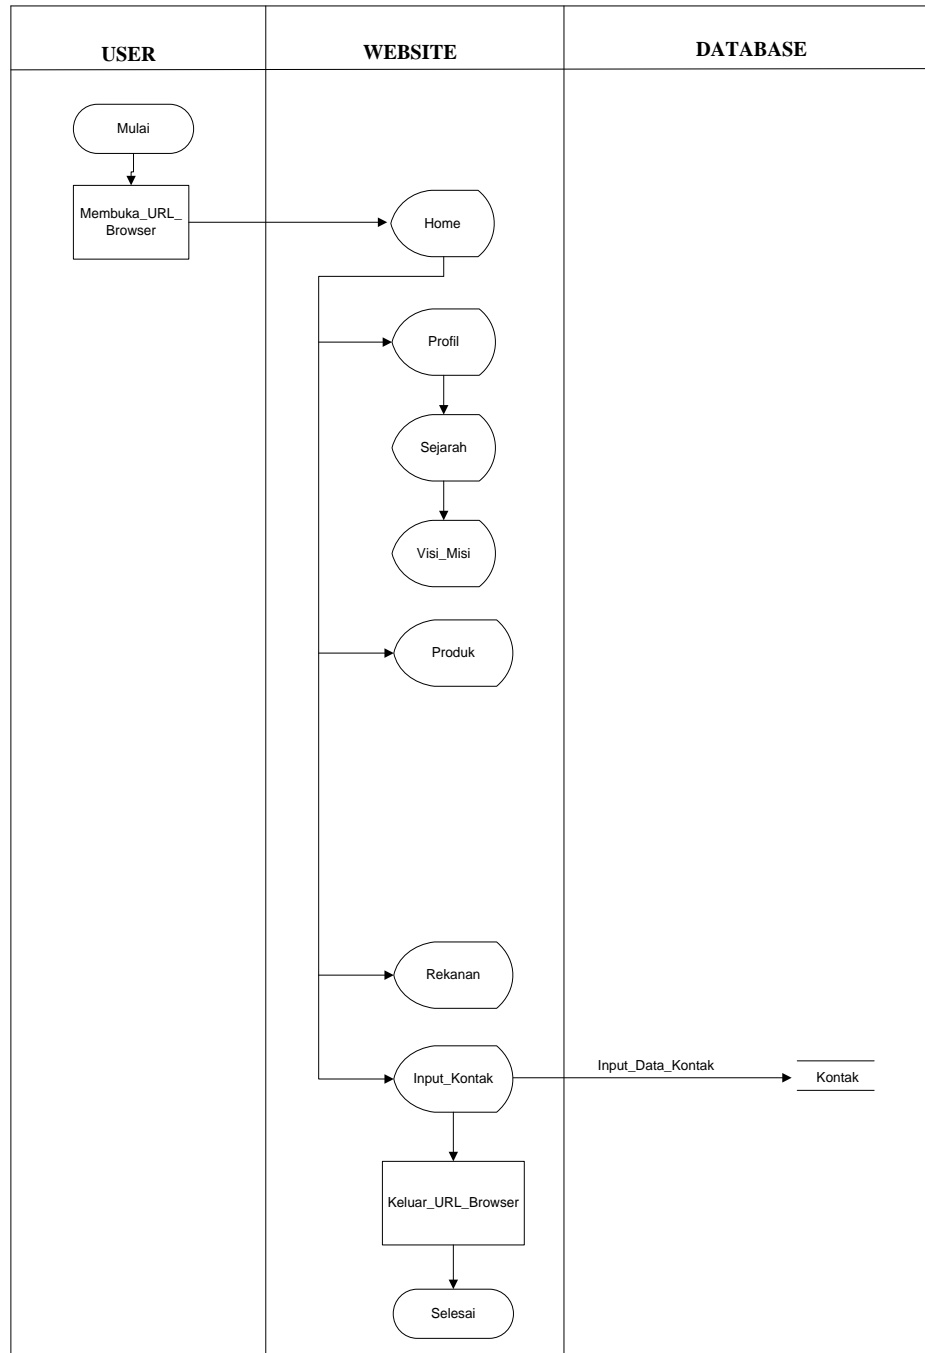 USER
WEBSITE
DATABASE
Mulai
Membuka_URL_
Browser
Home
Profil
Sejarah
Visi_Misi
Produk
Rekanan
Input_Kontak
Input_Data_Kontak
Kontak
Keluar_URL_Browser
Selesai